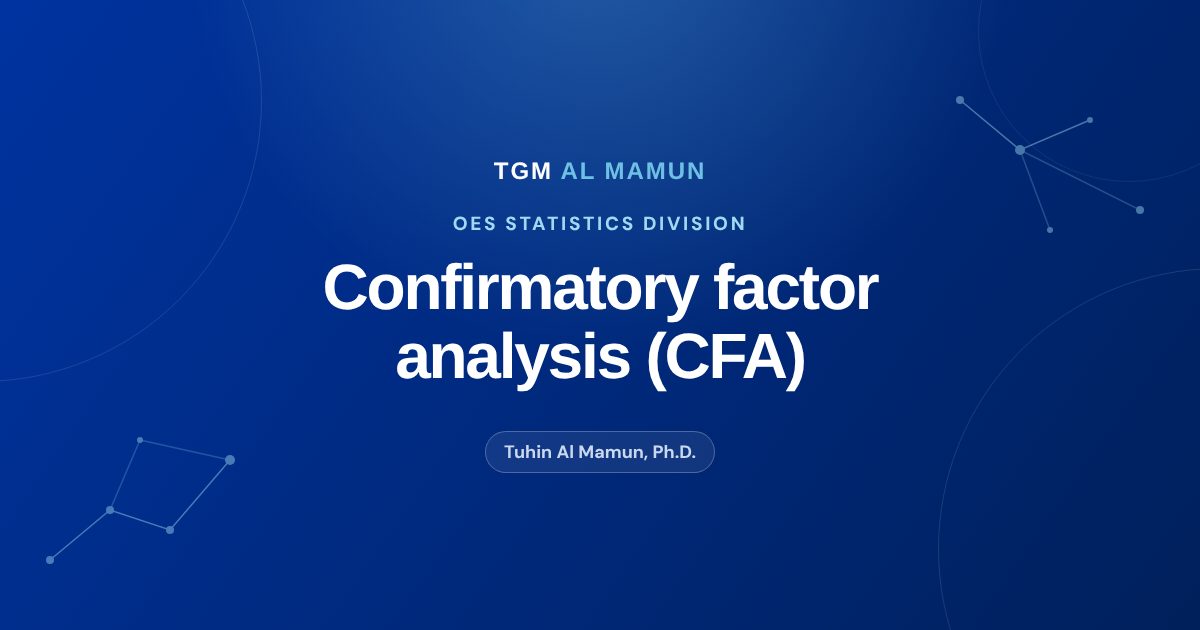 TGM AL MAMUN
OES STATISTICS DIVISION
Confirmatory factor
analysis (CFA)
Tuhin Al Mamun, Ph.D.